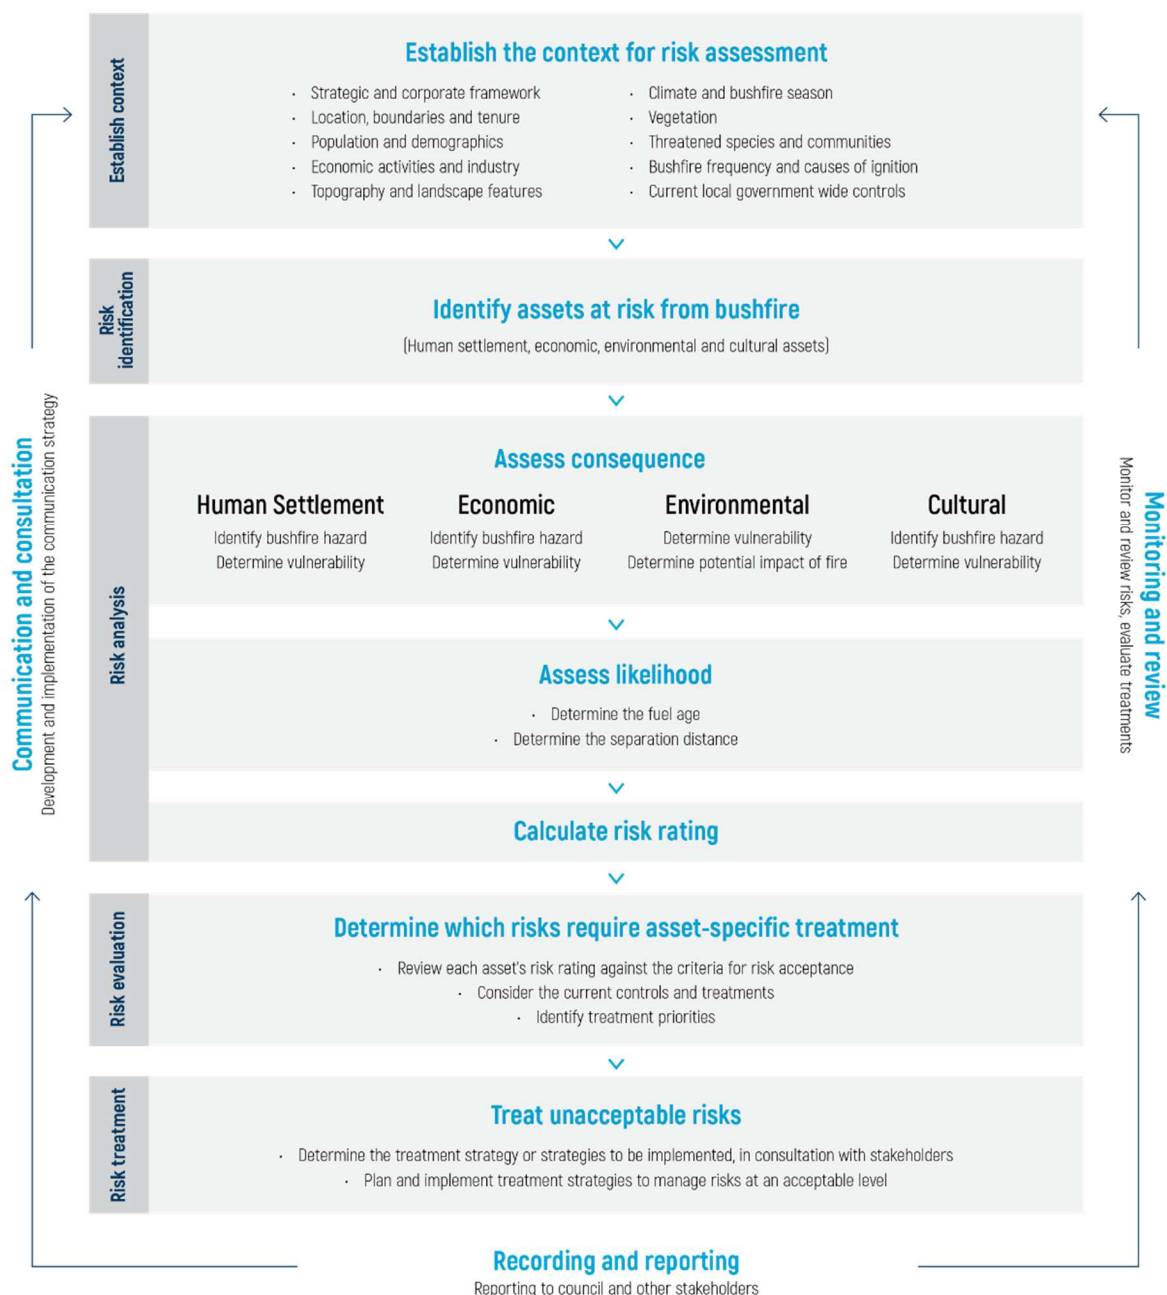 Establish context
Establish the context for risk assessment
· Strategic and corporate framework
· Location, boundaries and tenure
· Population and demographics
· Economic activities and industry
· Topography and landscape features
· Climate and bushfire season
· Vegetation
· Threatened species and communities
· Bushfire frequency and causes of ignition
· Current local government wide controls
Risk
identification
Identify assets at risk from bushfire
(Human settlement, economic, environmental and cultural assets)
Risk analysis
Assess consequence
Human Settlement
Identify bushfire hazard
Determine vulnerability
Economic
Identify bushfire hazard
Determine vulnerability
Environmental
Determine vulnerability
Determine potential impact of fire
Cultural
Identify bushfire hazard
Determine vulnerability
Assess likelihood
· Determine the fuel age
· Determine the separation distance
Calculate risk rating
Risk evaluation
Determine which risks require asset-specific treatment
· Review each asset's risk rating against the criteria for risk acceptance
· Consider the current controls and treatments
· Identify treatment priorities
Risk treatment
Treat unacceptable risks
· Determine the treatment strategy or strategies to be implemented, in consultation with stakeholders
· Plan and implement treatment strategies to manage risks at an acceptable level
Communication and consultation
Development and implementation of the communication strategy
Monitoring and review
Monitor and review risks, evaluate treatments
Recording and reporting
Reporting to council and other stakeholders